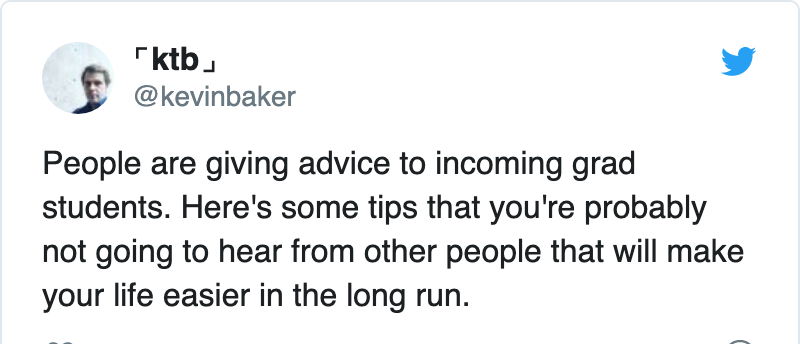 「ktb」
@kevinbaker
People are giving advice to incoming grad
students. Here's some tips that you're probably
not going to hear from other people that will make
your life easier in the long run.